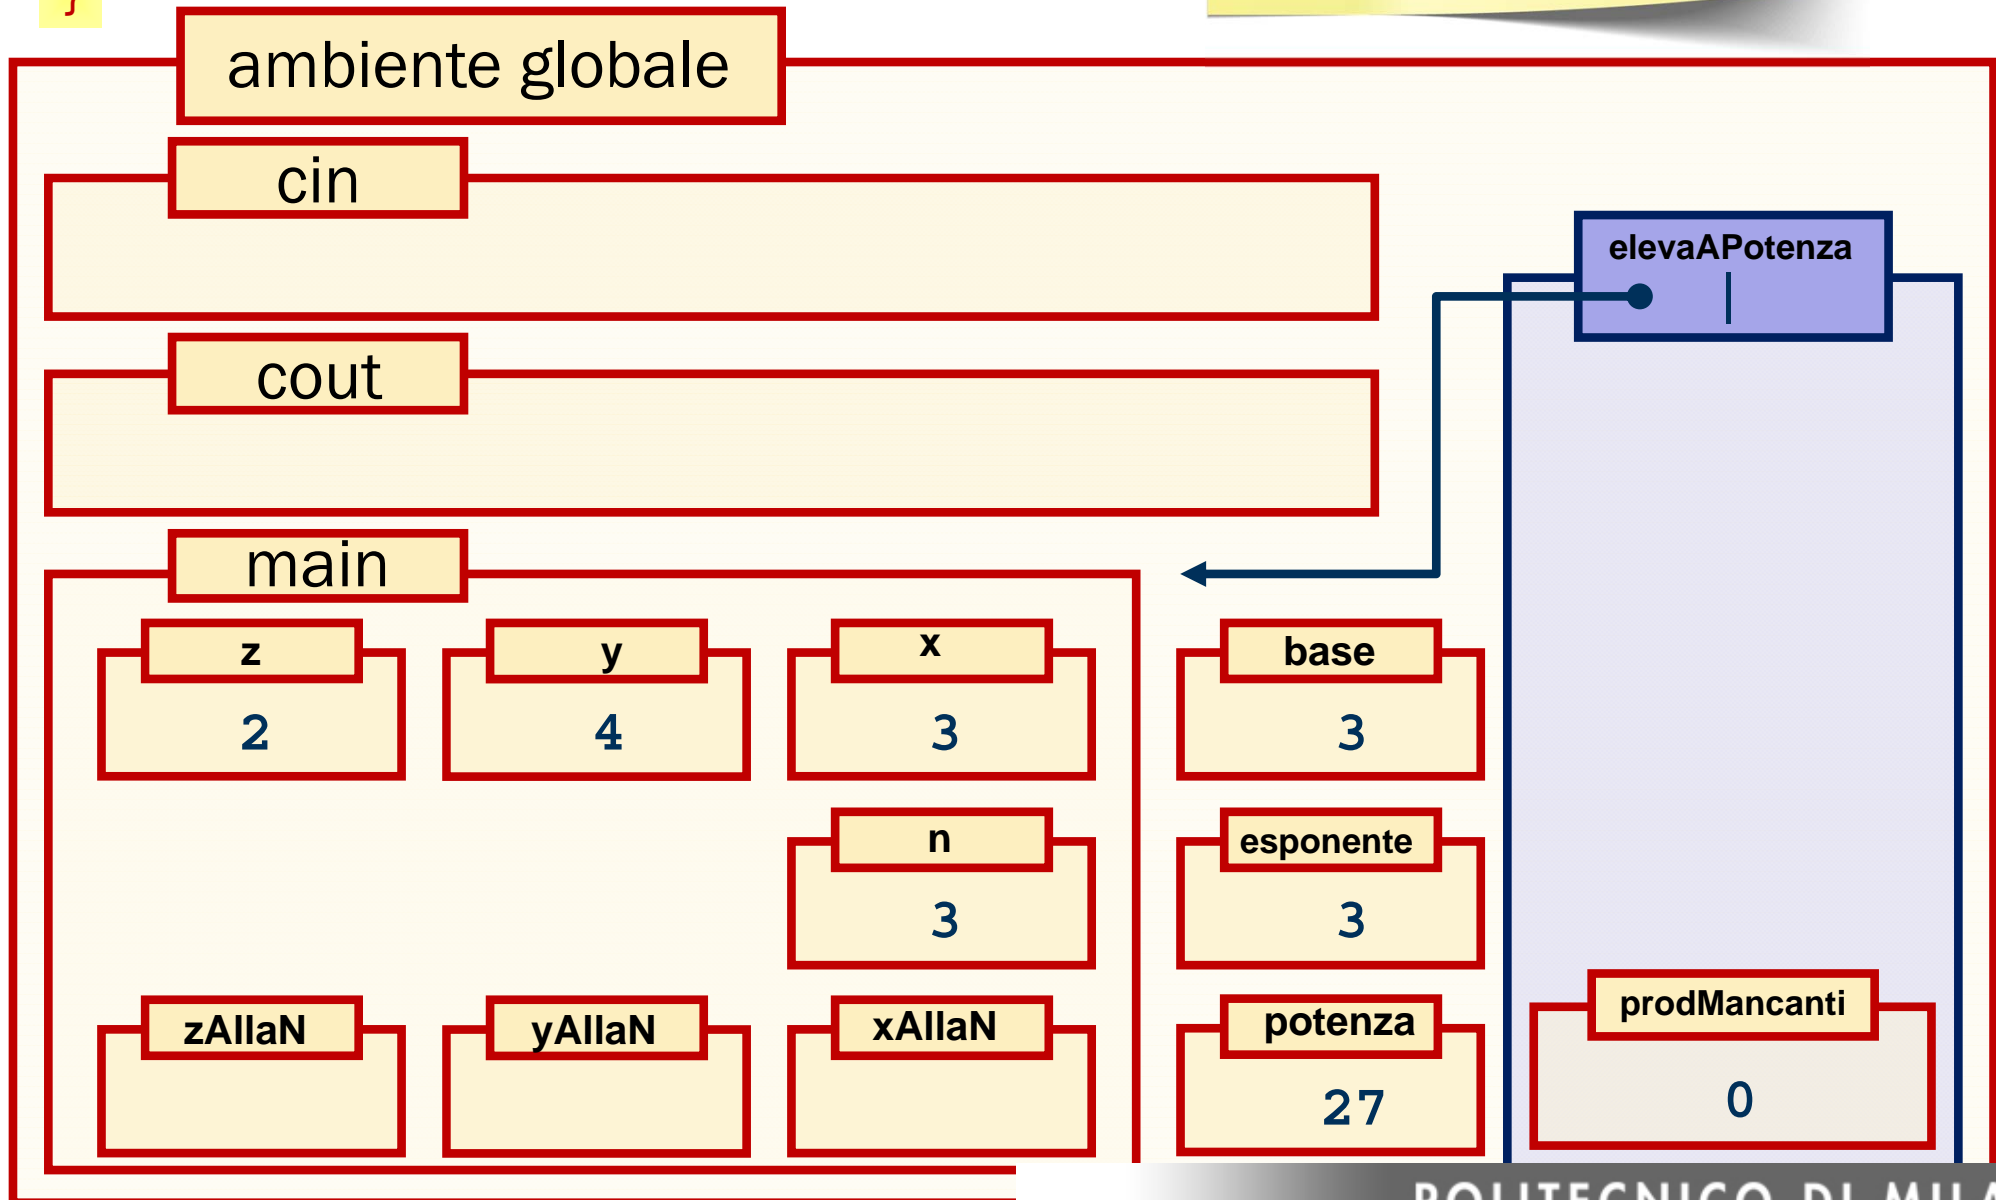 }
ambiente globale
cin
elevaAPotenza
cout
main
z y x base
2 4 3 3
n esponente
3 3
zAllaN yAllaN xAllaN potenza prodMancanti
27 0